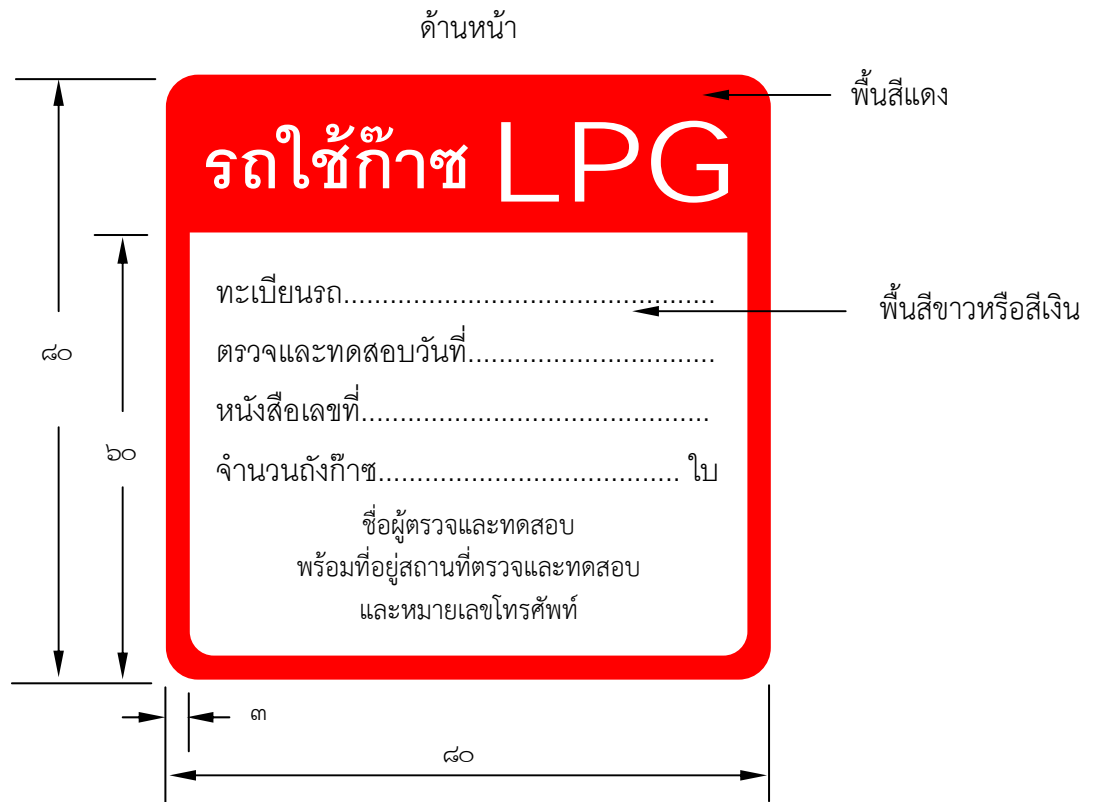 ด้านหน้า
พื้นสีแดง
รถใช้ก๊าซ LPG
ทะเบียนรถ................................................
พื้นสีขาวหรือสีเงิน
ตรวจและทดสอบวันที่................................
๘๐
หนังสือเลขที่.............................................
๖๐
จำนวนถังก๊าซ....................................... ใบ
ชื่อผู้ตรวจและทดสอบ
พร้อมที่อยู่สถานที่ตรวจและทดสอบ
และหมายเลขโทรศัพท์
๓
๘๐